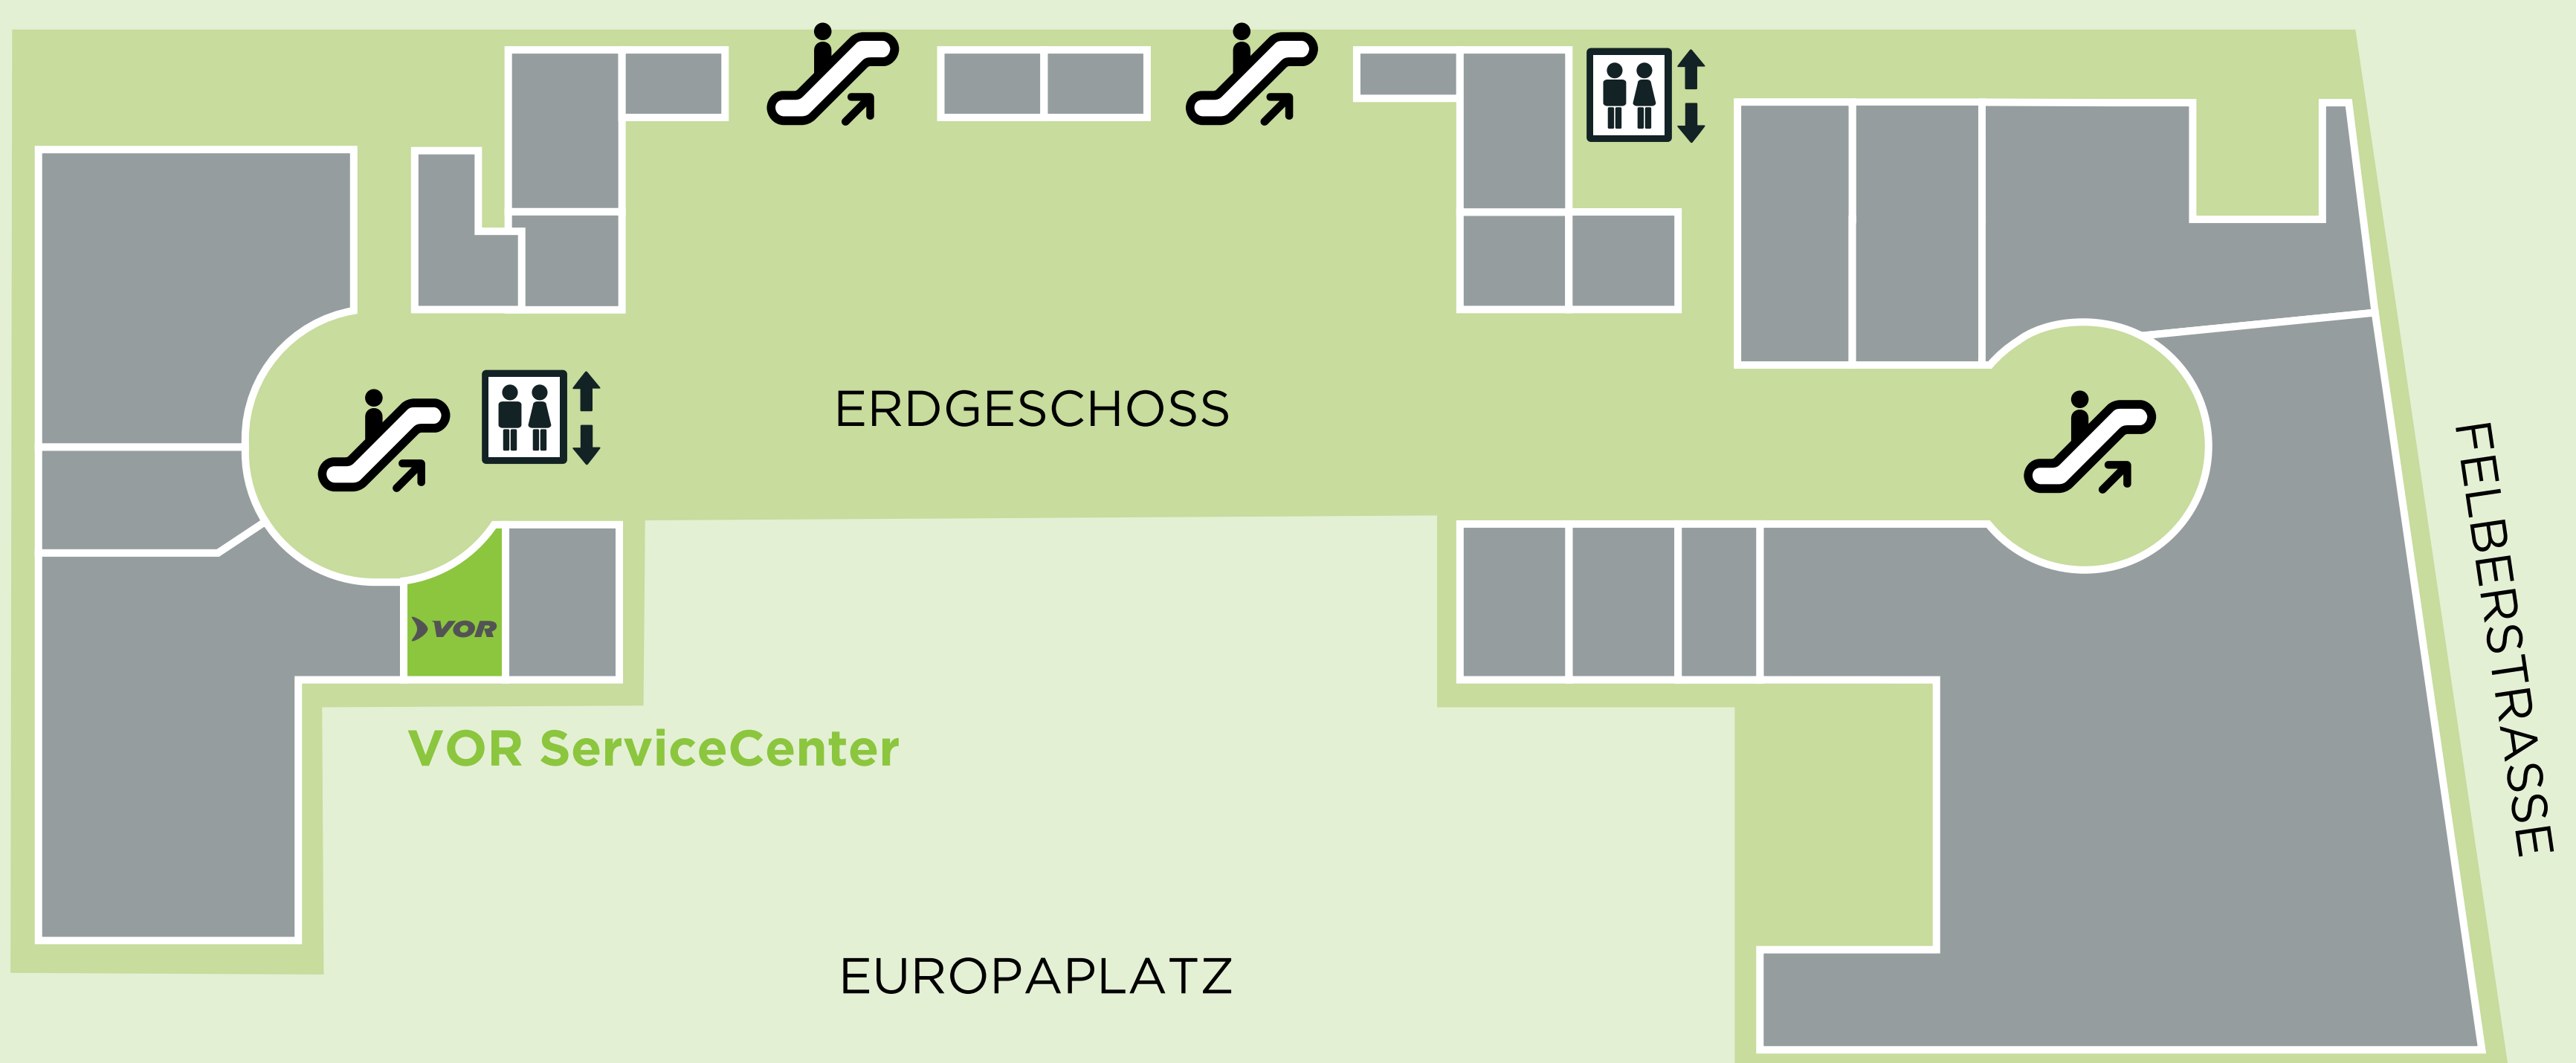 ERDGESCHOSS
FELBERSTRASSE
VOR
VOR ServiceCenter
EUROPAPLATZ